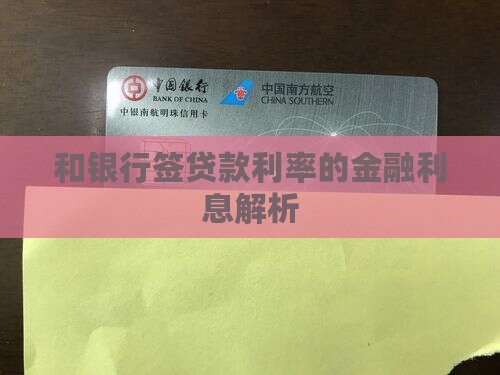 中国银行 中国南方航空
BANK OF CHINA CHINA SOUTHERN
中银南航明珠信用卡
和银行签贷款利率的金融利
息解析